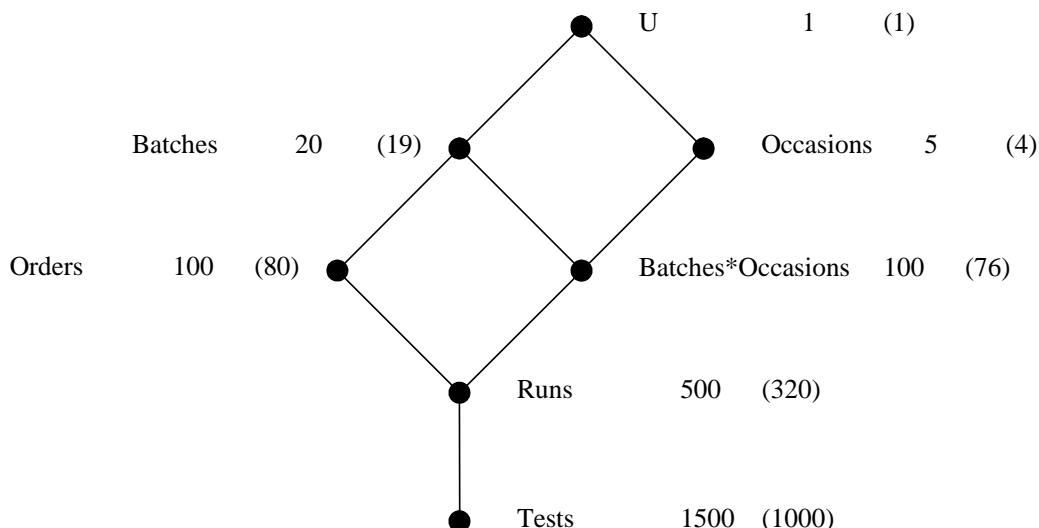 U 1 (1)
Batches 20 (19) Occasions 5 (4)
Orders 100 (80) Batches*Occasions 100 (76)
Runs 500 (320)
Tests 1500 (1000)